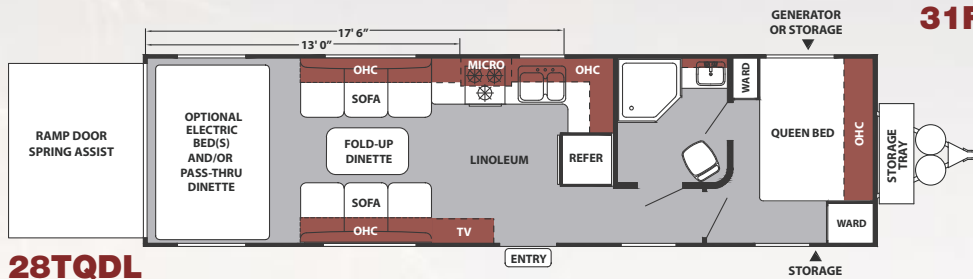 GENERATOR
OR STORAGE
31F
17' 6"
13' 0"
MICRO
OHC
OHC
WARD
SOFA
RAMP DOOR
SPRING ASSIST
OPTIONAL
ELECTRIC
BED(S)
AND/OR
PASS-THRU
DINETTE
FOLD-UP
DINETTE
LINOLEUM
REFER
QUEEN BED
OHC
STORAGE
TRAY
SOFA
OHC
TV
WARD
ENTRY
STORAGE
28TQDL